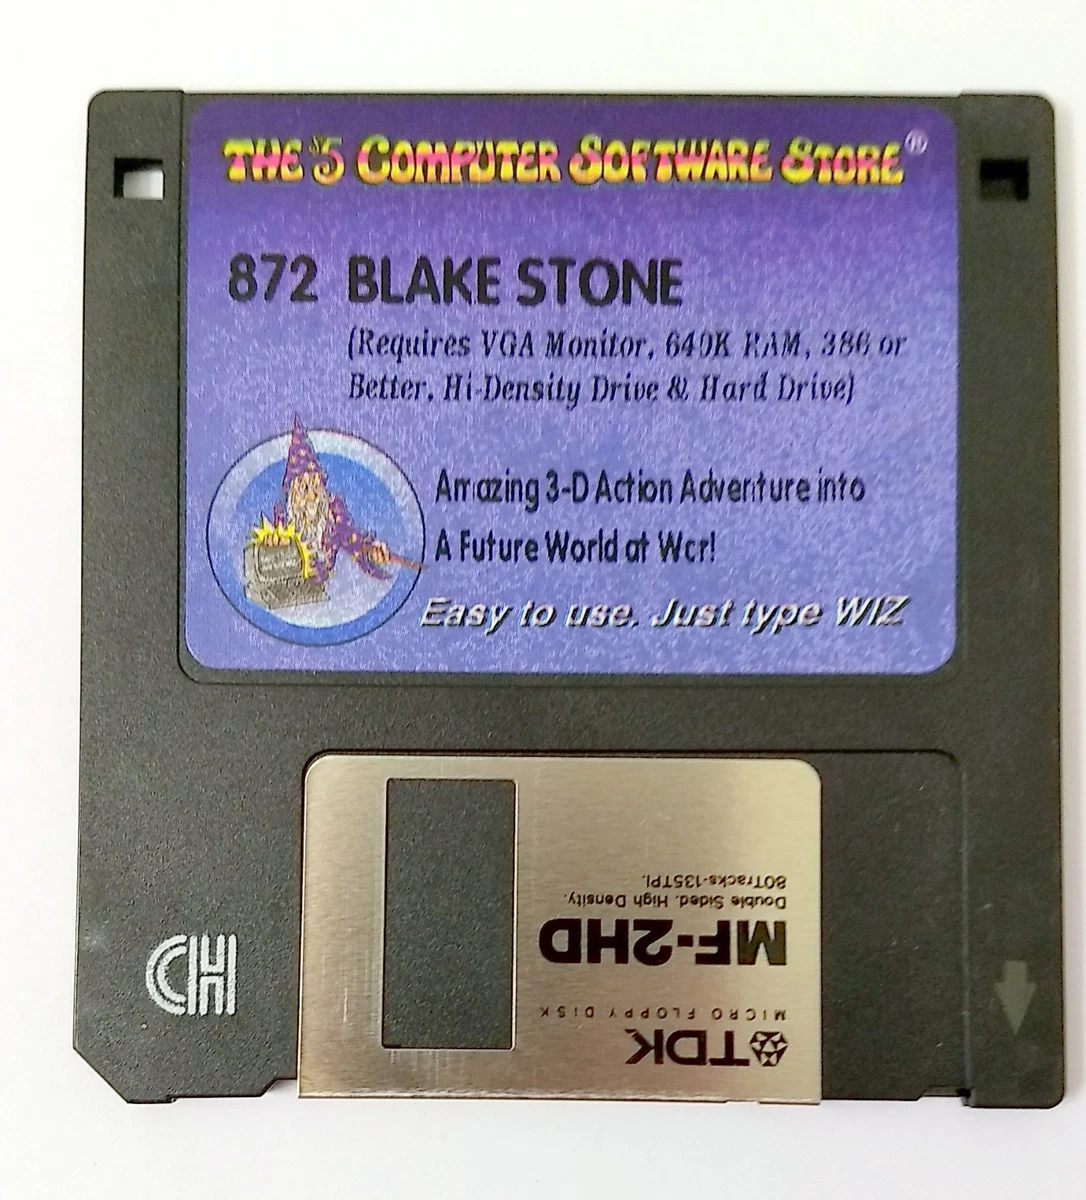 THE $5 COMPUTER SOFTWARE STORE®
872 BLAKE STONE
(Requires VGA Monitor, 640K RAM, 386 or
Better, Hi-Density Drive & Hard Drive)
Amazing 3-D Action Adventure into
A Future World at War!
Easy to use. Just type WIZ
TDK
MICRO FLOPPY DISK
MF-2HD
Double Sided. High Density.
80Tracks-135TPI.
HD